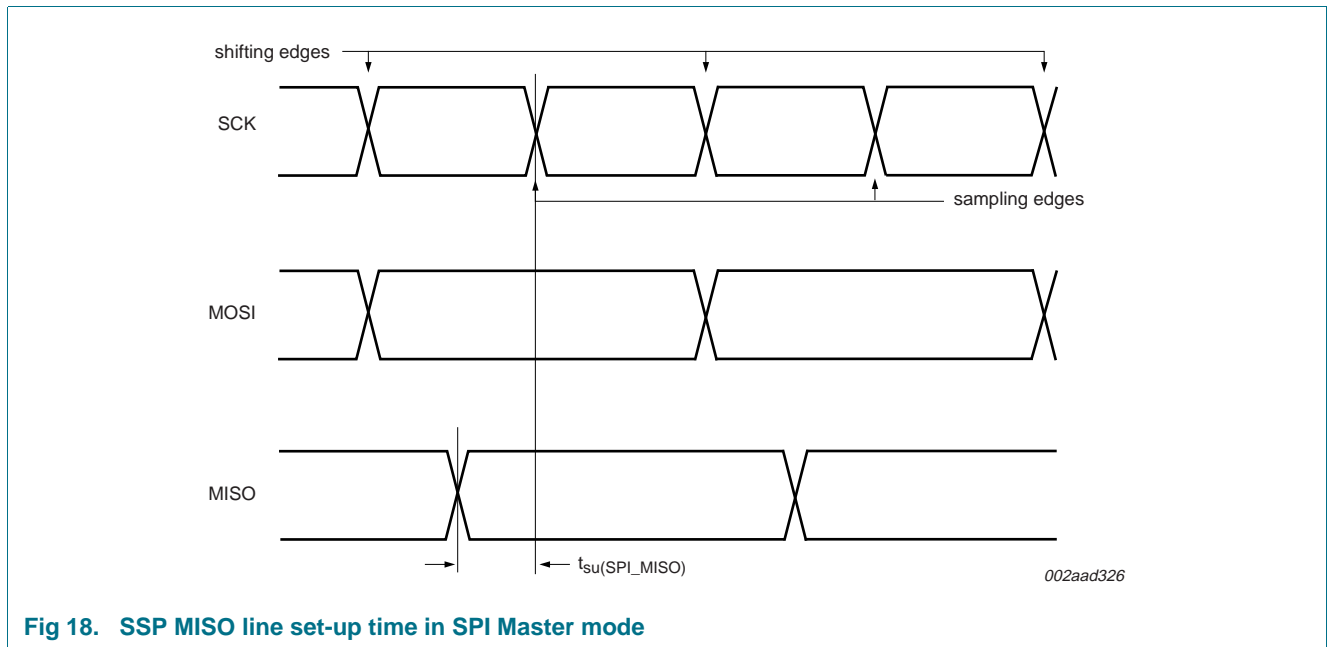 shifting edges
SCK
sampling edges
MOSI
MISO
tsu(SPI_MISO)
002aad326
Fig 18. SSP MISO line set-up time in SPI Master mode